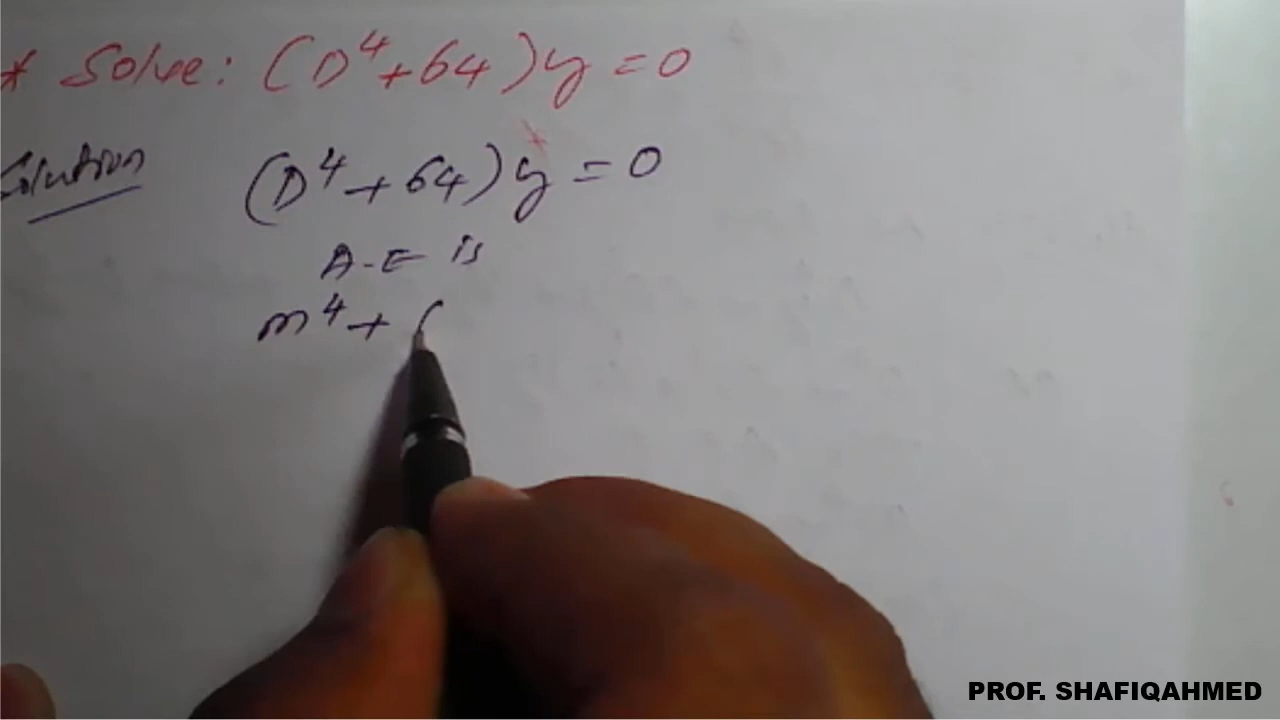 * Solve: (D⁴+64)y=0
Solution (D⁴+64)y=0
A-E is
m⁴+
PROF. SHAFIQAHMED